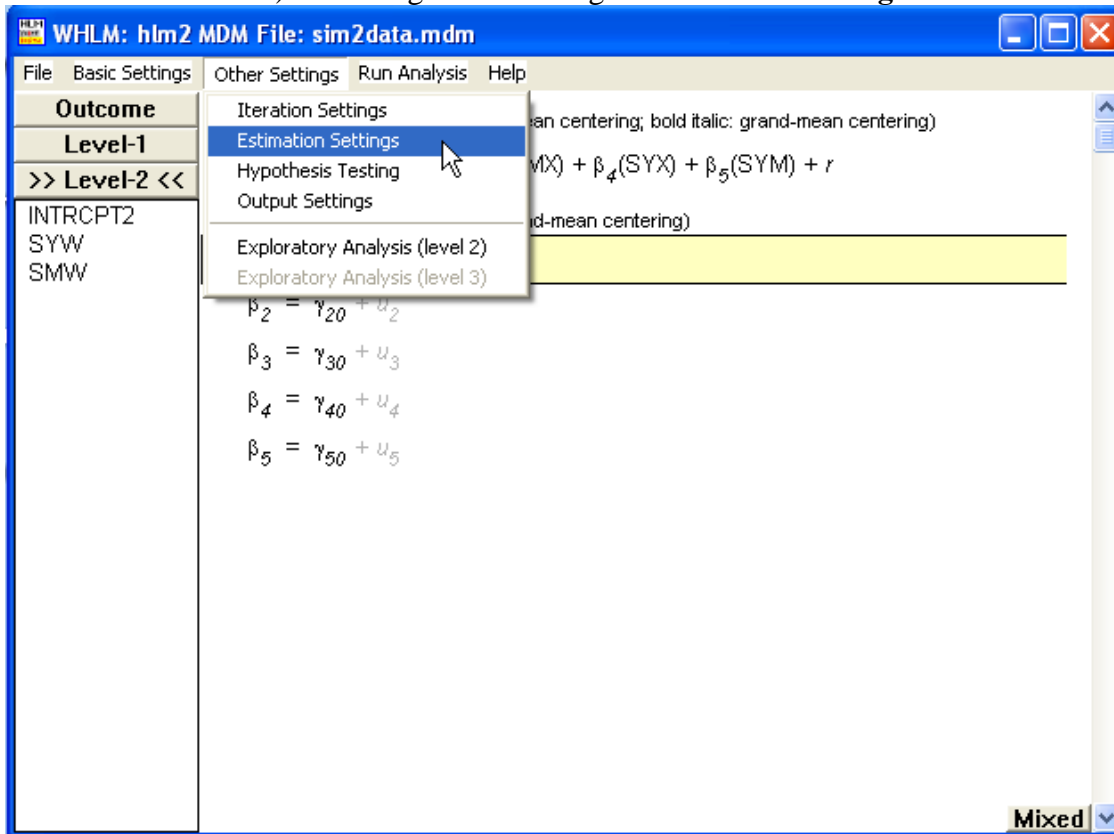 WHLM: hlm2 MDM File: sim2data.mdm
File Basic Settings Other Settings Run Analysis Help
Outcome
Level-1
>> Level-2 <<
INTRCPT2
SYW
SMW
Iteration Settings
Estimation Settings
Hypothesis Testing
Output Settings
Exploratory Analysis (level 2)
Exploratory Analysis (level 3)
an centering; bold italic: grand-mean centering)
MX) + β4(SYX) + β5(SYM) + r
d-mean centering)
β2 = γ20 + u2
β3 = γ30 + u3
β4 = γ40 + u4
β5 = γ50 + u5
Mixed